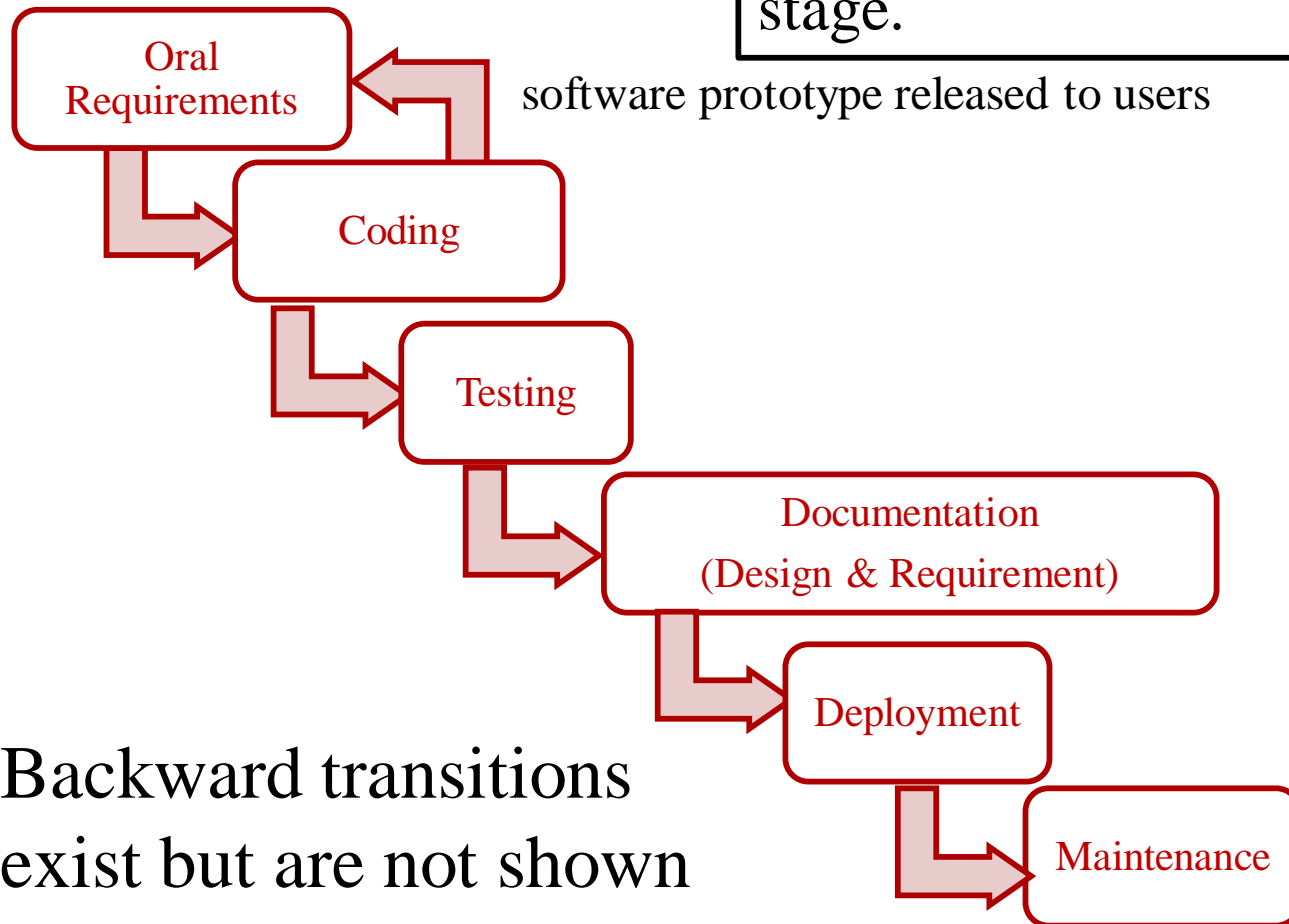 stage.
Oral
Requirements
software prototype released to users
Coding
Testing
Documentation
(Design & Requirement)
Deployment
Backward transitions
exist but are not shown
Maintenance